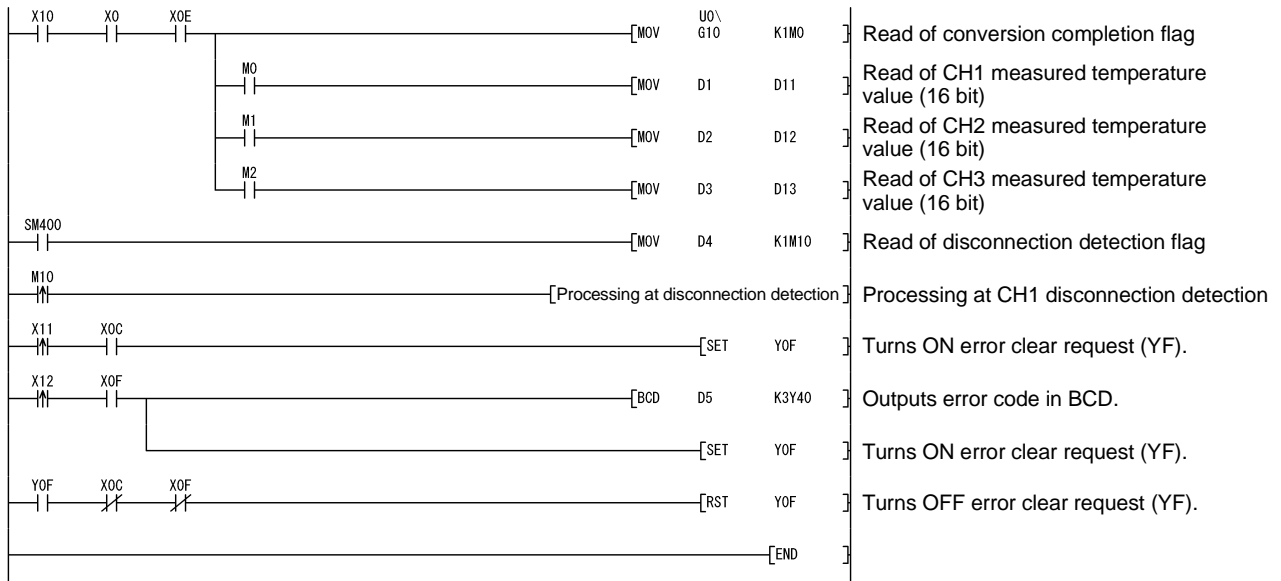 X10 X0 X0E U0\
[MOV G10 K1M0 ] Read of conversion completion flag
M0
[MOV D1 D11 ] Read of CH1 measured temperature
value (16 bit)
M1
[MOV D2 D12 ] Read of CH2 measured temperature
value (16 bit)
M2
[MOV D3 D13 ] Read of CH3 measured temperature
value (16 bit)
SM400
[MOV D4 K1M10 ] Read of disconnection detection flag
M10
[Processing at disconnection detection ] Processing at CH1 disconnection detection
X11 X0C
[SET Y0F ] Turns ON error clear request (YF).
X12 X0F
[BCD D5 K3Y40 ] Outputs error code in BCD.
[SET Y0F ] Turns ON error clear request (YF).
Y0F X0C X0F
[RST Y0F ] Turns OFF error clear request (YF).
[END ]